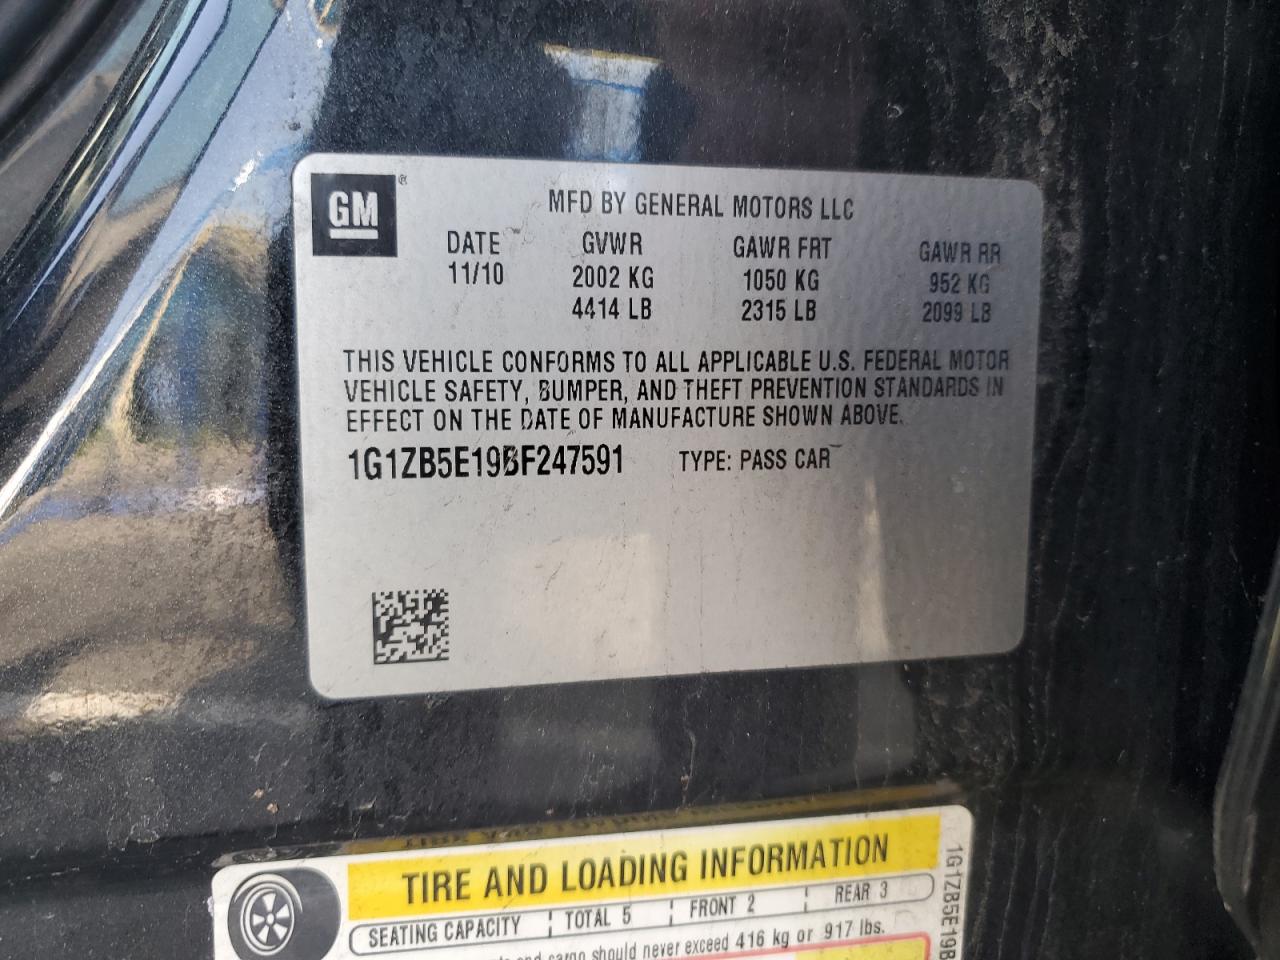 GM®
MFD BY GENERAL MOTORS LLC
DATE GVWR GAWR FRT GAWR RR
11/10 2002 KG 1050 KG 952 KG
4414 LB 2315 LB 2099 LB
THIS VEHICLE CONFORMS TO ALL APPLICABLE U.S. FEDERAL MOTOR
VEHICLE SAFETY, BUMPER, AND THEFT PREVENTION STANDARDS IN
EFFECT ON THE DATE OF MANUFACTURE SHOWN ABOVE.
1G1ZB5E19BF247591 TYPE: PASS CAR
TIRE AND LOADING INFORMATION
SEATING CAPACITY TOTAL 5 FRONT 2 REAR 3
and cargo should never exceed 416 kg or 917 lbs.
1G1ZB5E19B